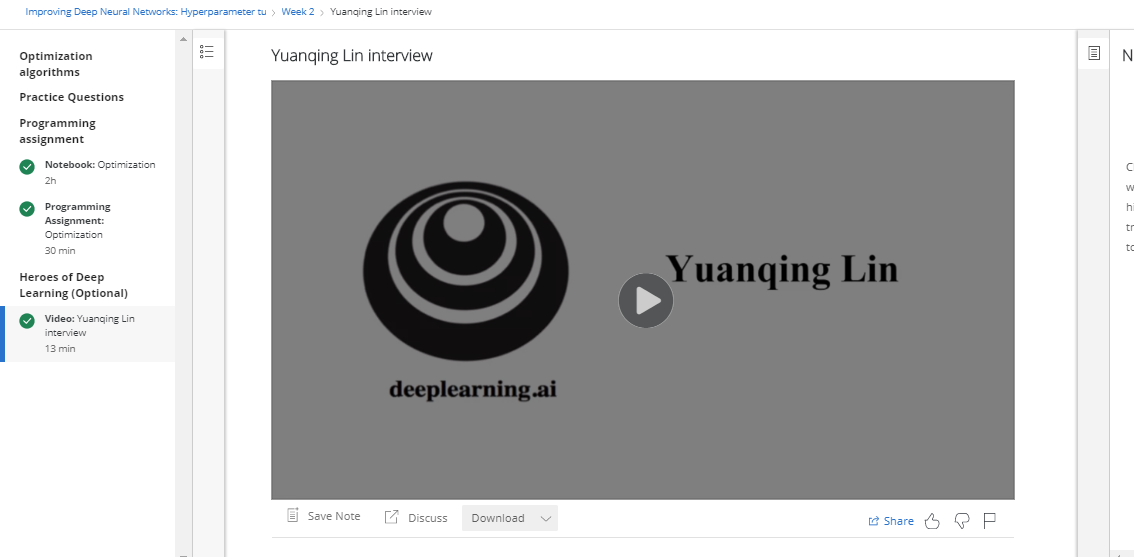 Improving Deep Neural Networks: Hyperparameter tu > Week 2 > Yuanqing Lin interview
Optimization
algorithms
Practice Questions
Programming
assignment
Notebook: Optimization
2h
Programming
Assignment:
Optimization
30 min
Heroes of Deep
Learning (Optional)
Video: Yuanqing Lin
interview
13 min
Yuanqing Lin interview
Yuanqing Lin
deeplearning.ai
Save Note
Discuss
Download
Share
N
C
w
hi
tr
to